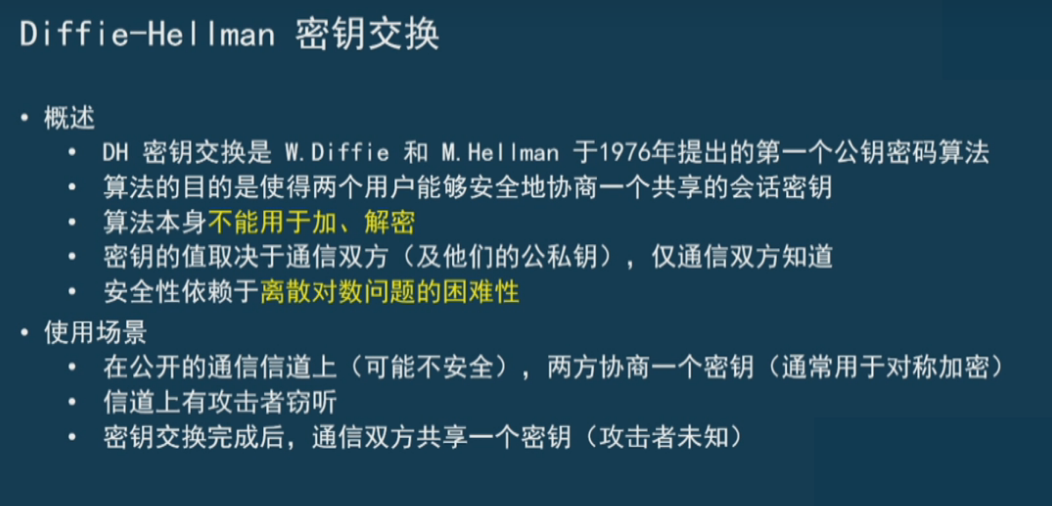 Diffie-Hellman 密钥交换
• 概述
• DH 密钥交换是 W.Diffie 和 M.Hellman 于1976年提出的第一个公钥密码算法
• 算法的目的是使得两个用户能够安全地协商一个共享的会话密钥
• 算法本身不能用于加、解密
• 密钥的值取决于通信双方（及他们的公私钥），仅通信双方知道
• 安全性依赖于离散对数问题的困难性
• 使用场景
• 在公开的通信信道上（可能不安全），两方协商一个密钥（通常用于对称加密）
• 信道上有攻击者窃听
• 密钥交换完成后，通信双方共享一个密钥（攻击者未知）